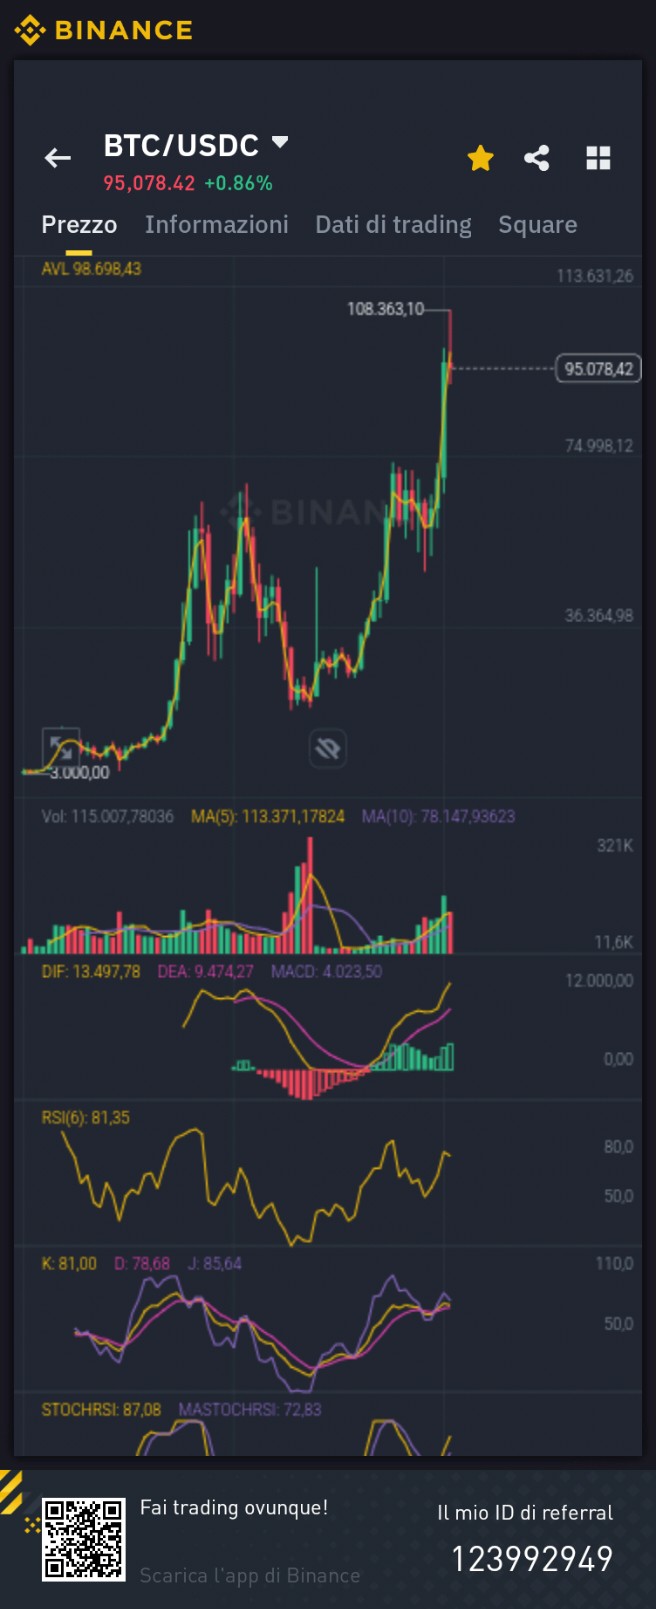 BINANCE
BTC/USDC
95,078.42 +0.86%
Prezzo Informazioni Dati di trading Square
AVL 98.698,43
113.631,26
108.363,10
95.078,42
74.998,12
BINAN
36.364,98
3.000,00
Vol: 115.007,78036 MA(5): 113.371,17824 MA(10): 78.147,93623
321K
11,6K
DIF: 13.497,78 DEA: 9.474,27 MACD: 4.023,50
12.000,00
0,00
RSI(6): 81,35
80,0
50,0
K: 81,00 D: 78,68 J: 85,64
110,0
50,0
STOCHRSI: 87,08 MASTOCHRSI: 72,83
Fai trading ovunque!
Scarica l'app di Binance
Il mio ID di referral
123992949